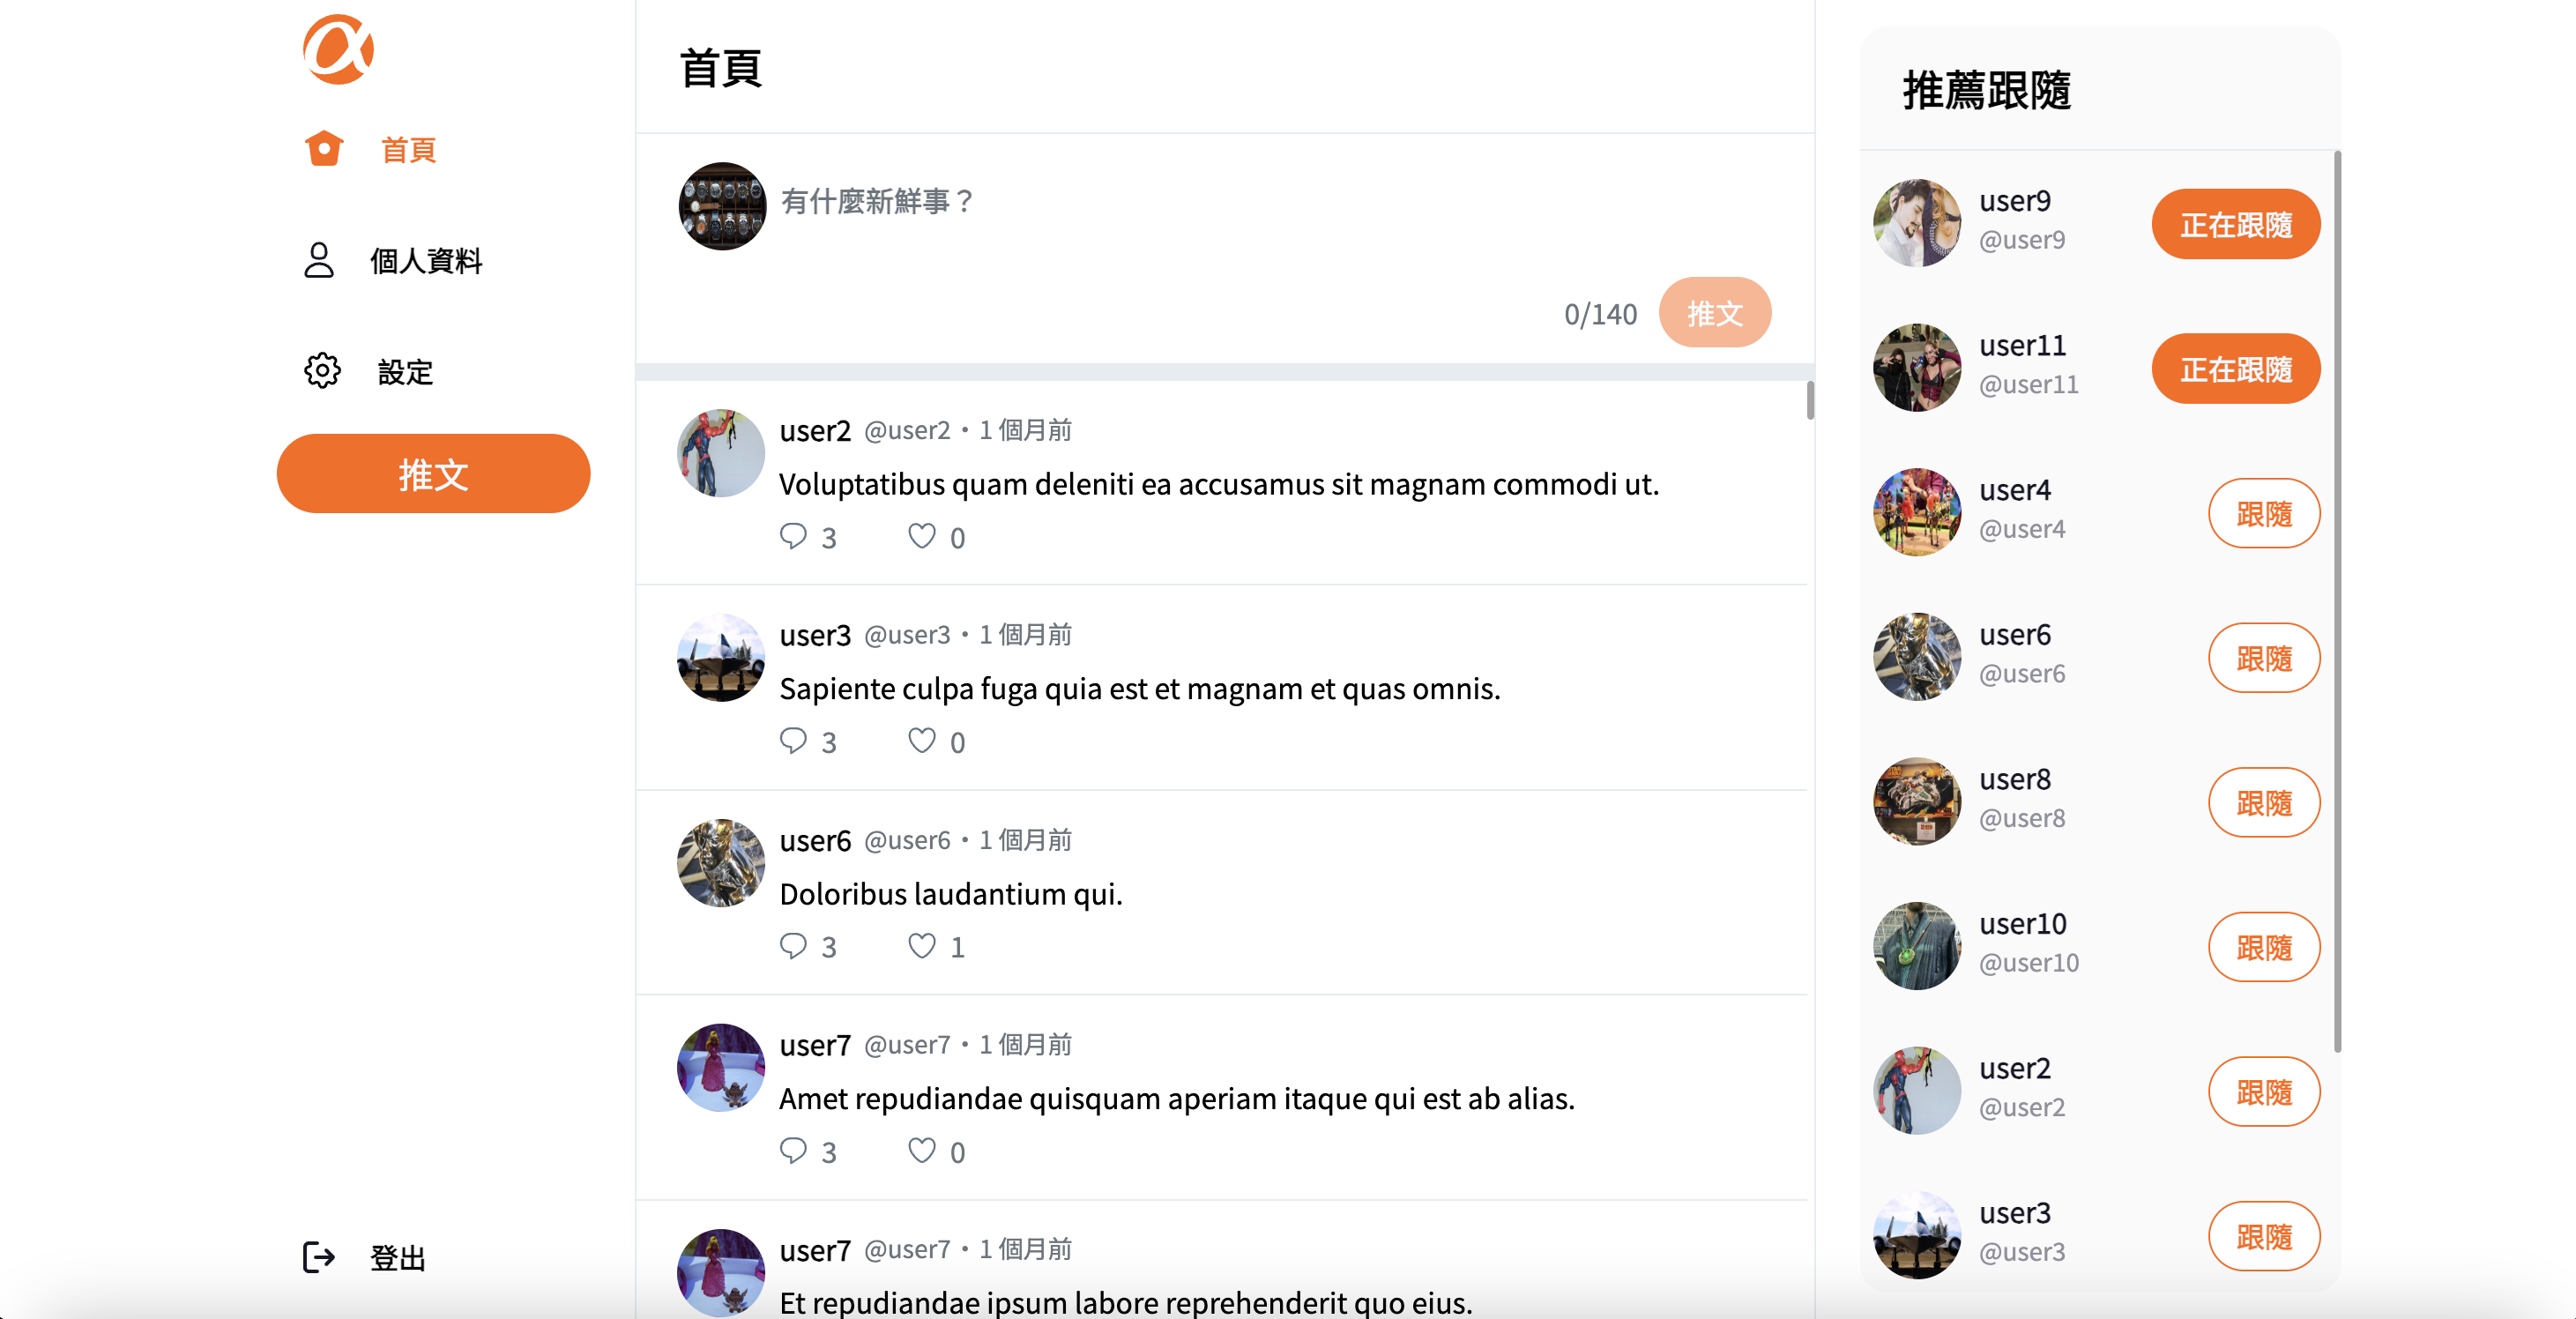 首頁
個人資料
設定
推文
登出
首頁
有什麼新鮮事？
0/140 推文
user2 @user2・1 個月前
Voluptatibus quam deleniti ea accusamus sit magnam commodi ut.
3 0
user3 @user3・1 個月前
Sapiente culpa fuga quia est et magnam et quas omnis.
3 0
user6 @user6・1 個月前
Doloribus laudantium qui.
3 1
user7 @user7・1 個月前
Amet repudiandae quisquam aperiam itaque qui est ab alias.
3 0
user7 @user7・1 個月前
Et repudiandae ipsum labore reprehenderit quo eius.
推薦跟隨
user9
@user9
正在跟隨
user11
@user11
正在跟隨
user4
@user4
跟隨
user6
@user6
跟隨
user8
@user8
跟隨
user10
@user10
跟隨
user2
@user2
跟隨
user3
@user3
跟隨